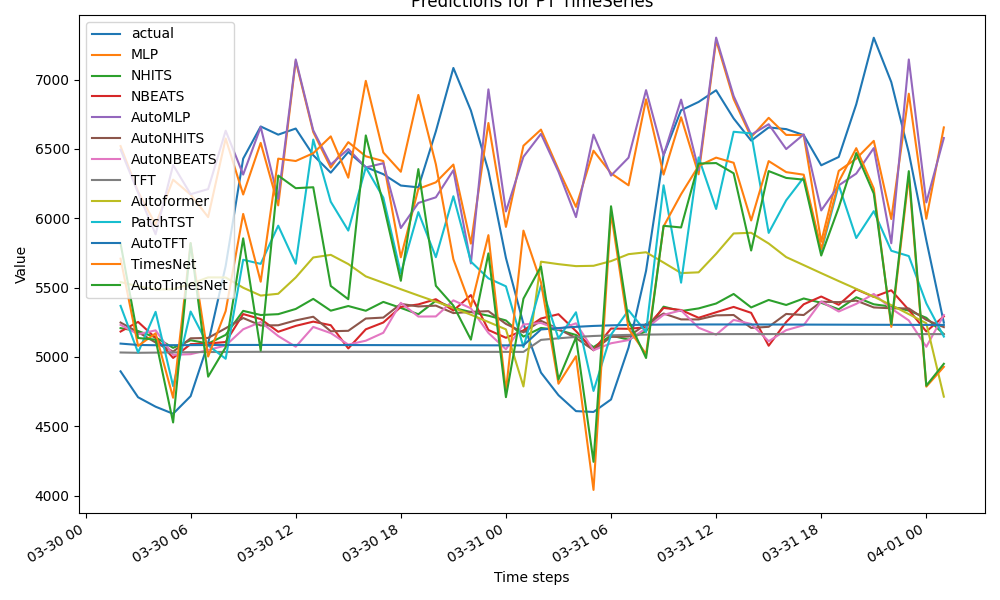 Predictions for PT TimeSeries
actual
MLP
NHITS
NBEATS
AutoMLP
AutoNHITS
AutoNBEATS
TFT
Autoformer
PatchTST
AutoTFT
TimesNet
AutoTimesNet
Value
7000
6500
6000
5500
5000
4500
4000
03-30 00
03-30 06
03-30 12
03-30 18
03-31 00
03-31 06
03-31 12
03-31 18
04-01 00
Time steps